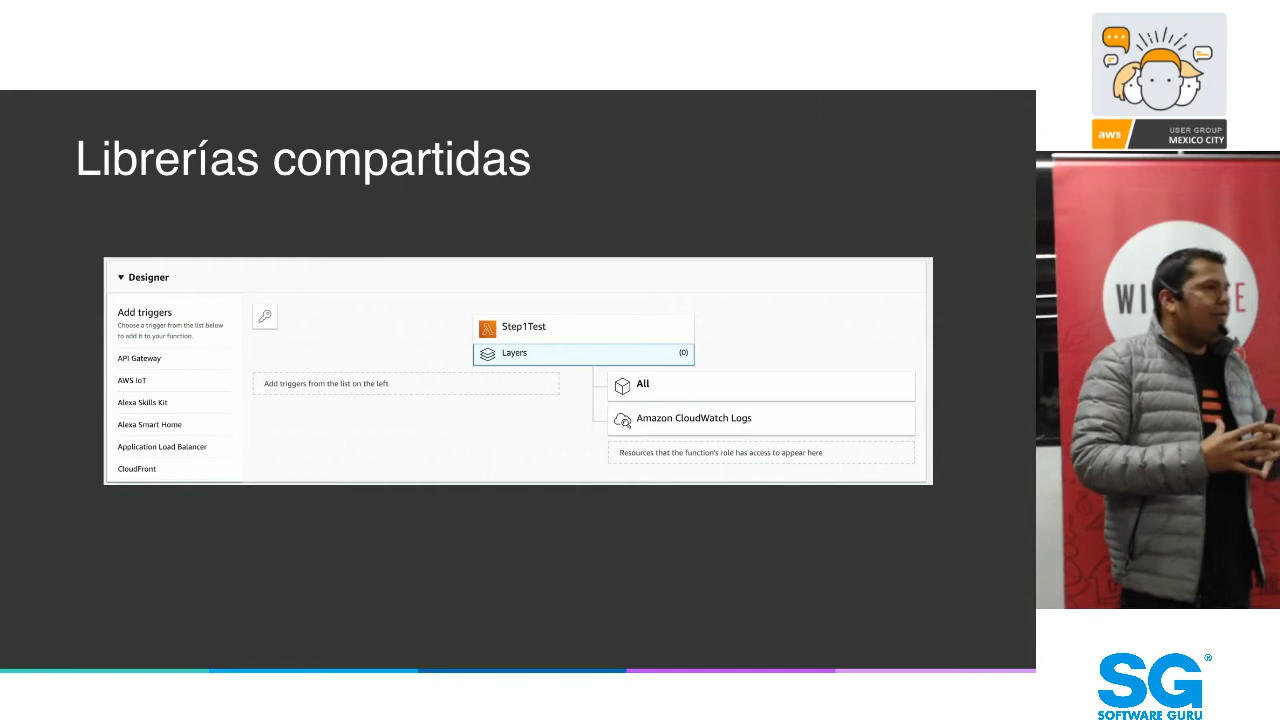 Librerías compartidas
Designer
Add triggers
Choose a trigger from the list below
to add it to your function.
API Gateway
AWS IoT
Alexa Skills Kit
Alexa Smart Home
Application Load Balancer
CloudFront
Add triggers from the list on the left
Step1Test
Layers (0)
All
Amazon CloudWatch Logs
Resources that the function's role has access to appear here
aws
USER GROUP
MEXICO CITY
WI
E
SG®
SOFTWARE GURU